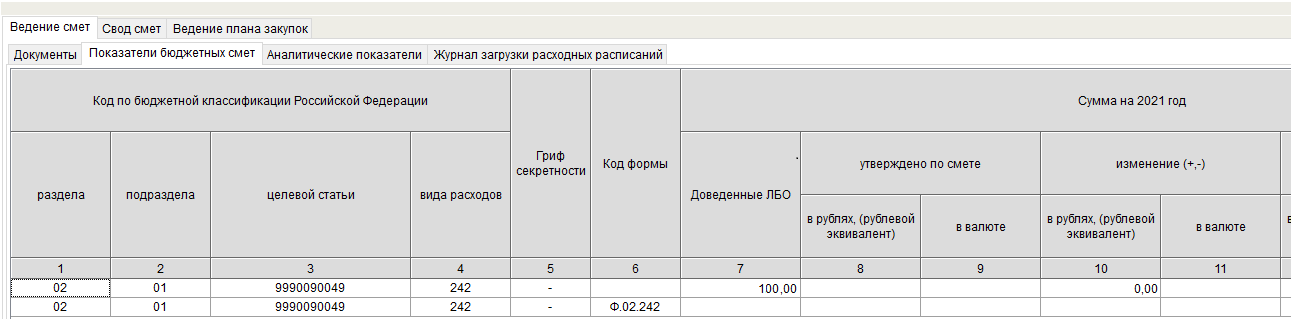 Ведение смет Свод смет Ведение плана закупок
Документы Показатели бюджетных смет Аналитические показатели Журнал загрузки расходных расписаний
Код по бюджетной классификации Российской Федерации
Гриф секретности
Код формы
Сумма на 2021 год
раздела
подраздела
целевой статьи
вида расходов
Доведенные ЛБО
утверждено по смете
изменение (+,-)
в рублях, (рублевой
эквивалент)
в валюте
в рублях, (рублевой
эквивалент)
в валюте
1 2 3 4 5 6 7 8 9 10 11
02 01 9990090049 242 - 100,00 0,00
02 01 9990090049 242 - Ф.02.242